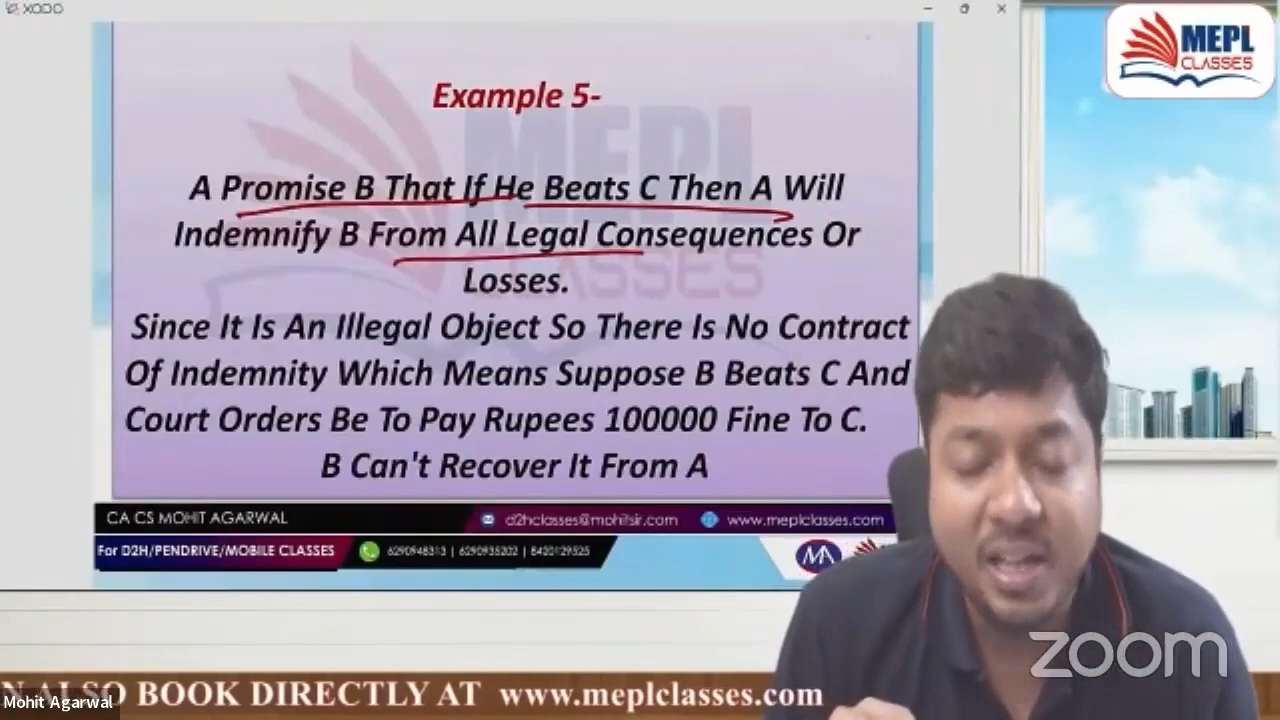 XODO
MEPL
CLASSES
Example 5-
A Promise B That If He Beats C Then A Will
Indemnify B From All Legal Consequences Or
Losses.
Since It Is An Illegal Object So There Is No Contract
Of Indemnity Which Means Suppose B Beats C And
Court Orders Be To Pay Rupees 100000 Fine To C.
B Can't Recover It From A
MEPL
CLASSES
CA CS MOHIT AGARWAL
d2hclasses@mohitsir.com
www.meplclasses.com
For D2H/PENDRIVE/MOBILE CLASSES
6290948313 | 6290935202 | 8420129525
MA
zoom
N ALSO BOOK DIRECTLY AT www.meplclasses.com
Mohit Agarwal